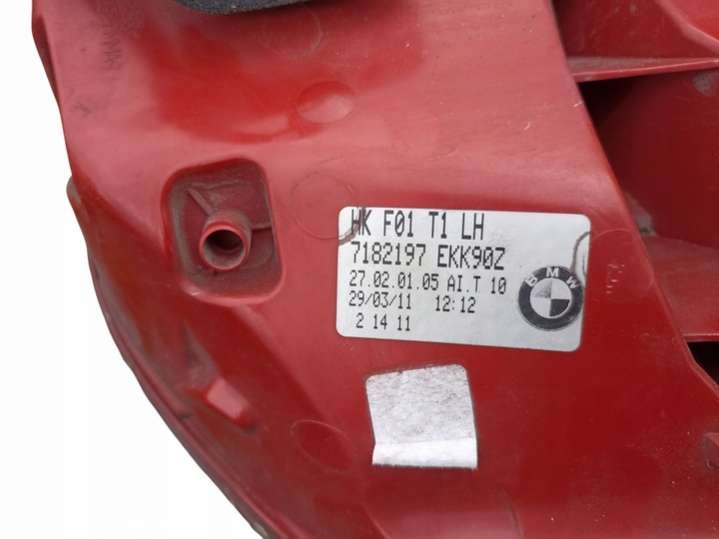 HK F01 T1 LH
7182197 EKK90Z
27.02.01.05 AI.T 10
29/03/11 12:12
2 14 11
BMW